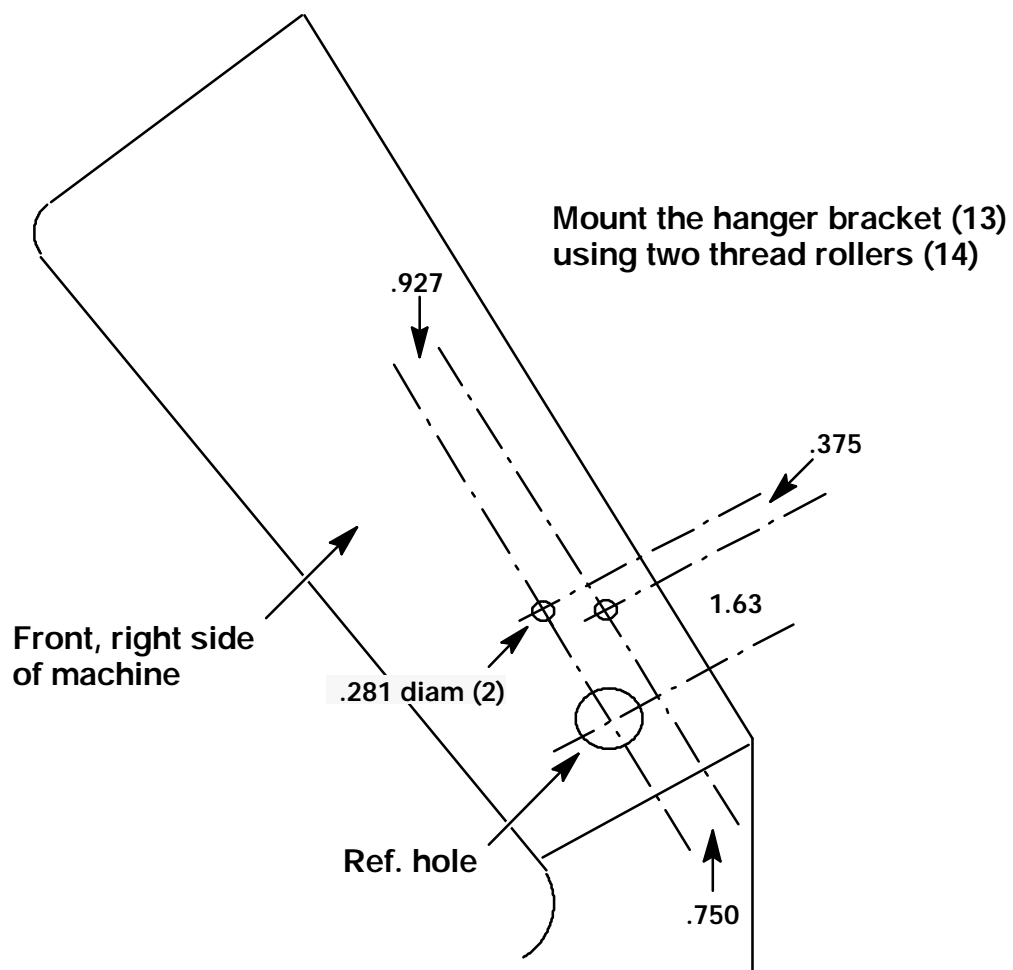 Mount the hanger bracket (13)
using two thread rollers (14)
.927
.375
1.63
Front, right side
of machine
.281 diam (2)
Ref. hole
.750